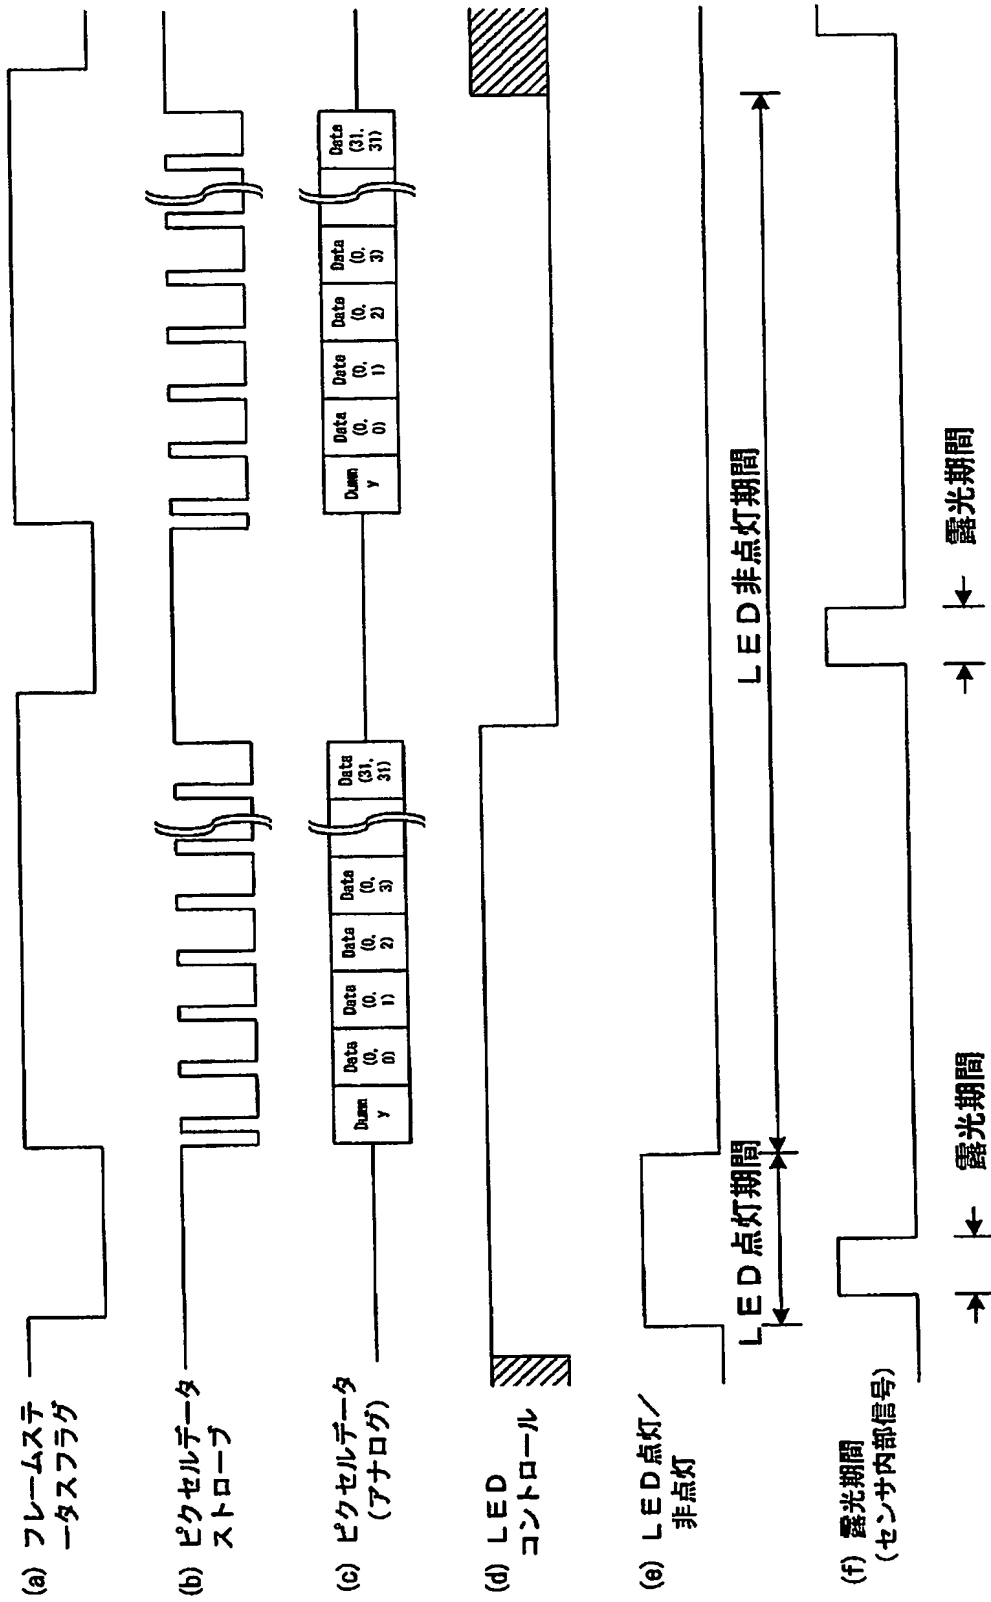 (a) フレームステ
ータスフラグ
(b) ピクセルデータ
ストローブ
Dumm
y
Data
(0,
0)
Data
(0,
1)
Data
(0,
2)
Data
(0,
3)
Data
(31,
31)
Dumm
y
Data
(0,
0)
Data
(0,
1)
Data
(0,
2)
Data
(0,
3)
Data
(31,
31)
(c) ピクセルデータ
(アナログ)
(d) LED
コントロール
(e) LED点灯/
非点灯
LED点灯期間
LED非点灯期間
(f) 露光期間
(センサ内部信号)
露光期間
露光期間